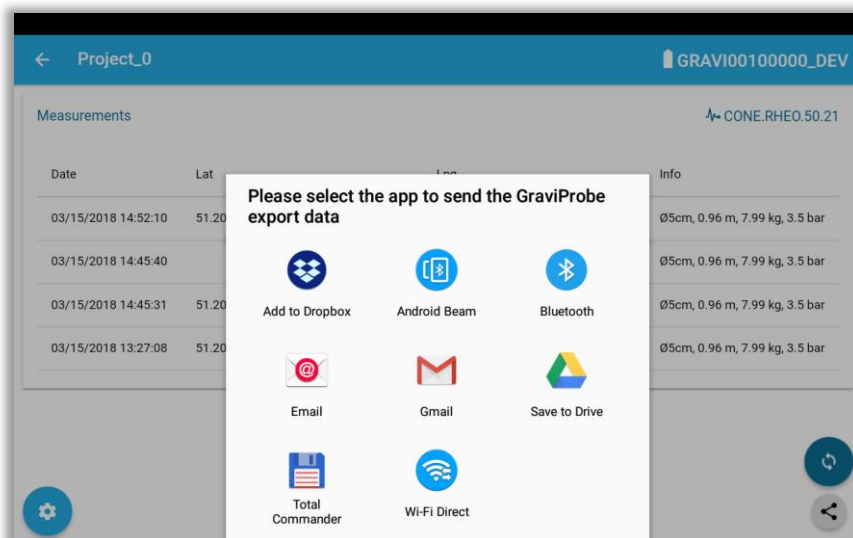 Project_0
GRAVI00100000_DEV
Measurements
CONE.RHEO.50.21
Date Lat Info
Please select the app to send the GraviProbe
export data
03/15/2018 14:52:10 51.20 Ø5cm, 0.96 m, 7.99 kg, 3.5 bar
03/15/2018 14:45:40 Ø5cm, 0.96 m, 7.99 kg, 3.5 bar
03/15/2018 14:45:31 51.20 Ø5cm, 0.96 m, 7.99 kg, 3.5 bar
03/15/2018 13:27:08 51.20 Ø5cm, 0.96 m, 7.99 kg, 3.5 bar
Add to Dropbox Android Beam Bluetooth
Email Gmail Save to Drive
Total
Commander
Wi-Fi Direct